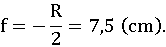 f = − R/2 = 7,5 (cm).